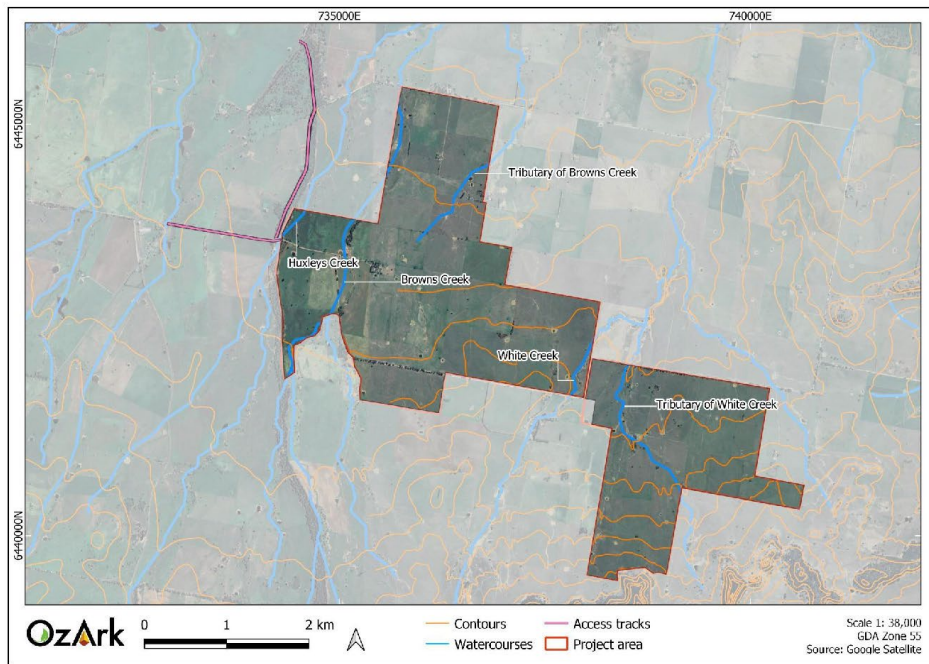 735000E
740000E
6445000N
Tributary of Browns Creek
Huxleys Creek
Browns Creek
White Creek
Tributary of White Creek
6440000N
OzArk
0 1 2 km
Contours
Watercourses
Access tracks
Project area
Scale 1: 38,000
GDA Zone 55
Source: Google Satellite